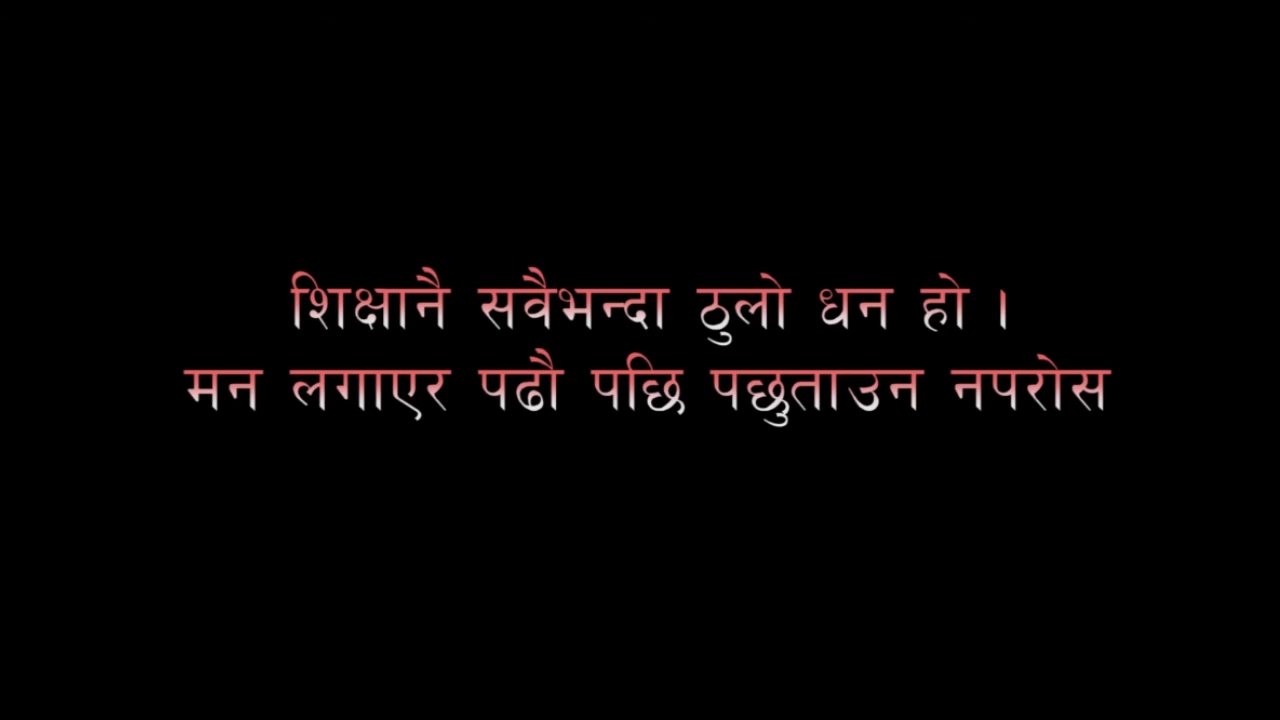 शिक्षानै सवैभन्दा ठुलो धन हो ।
मन लगाएर पढौ पछि पछुताउन नपरोस